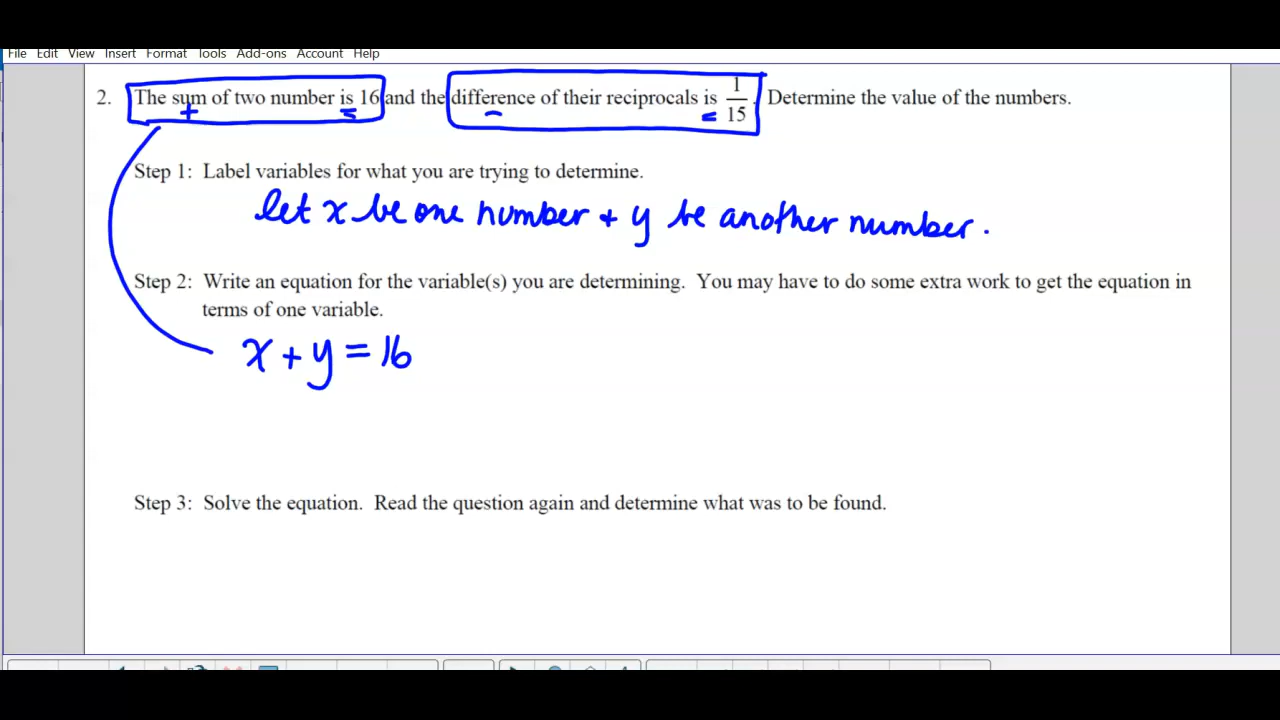 File Edit View Insert Format Tools Add-ons Account Help
2. The sum of two number is 16 and the difference of their reciprocals is 1/15. Determine the value of the numbers.
+ = - =
Step 1: Label variables for what you are trying to determine.
let x be one number + y be another number.
Step 2: Write an equation for the variable(s) you are determining. You may have to do some extra work to get the equation in
terms of one variable.
x + y = 16
Step 3: Solve the equation. Read the question again and determine what was to be found.